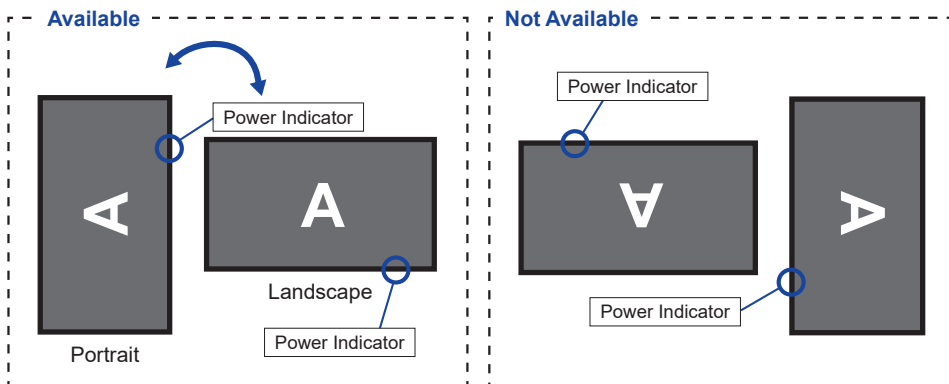 Available
Power Indicator
A
A
Landscape
Power Indicator
Portrait
Not Available
Power Indicator
A
A
Power Indicator